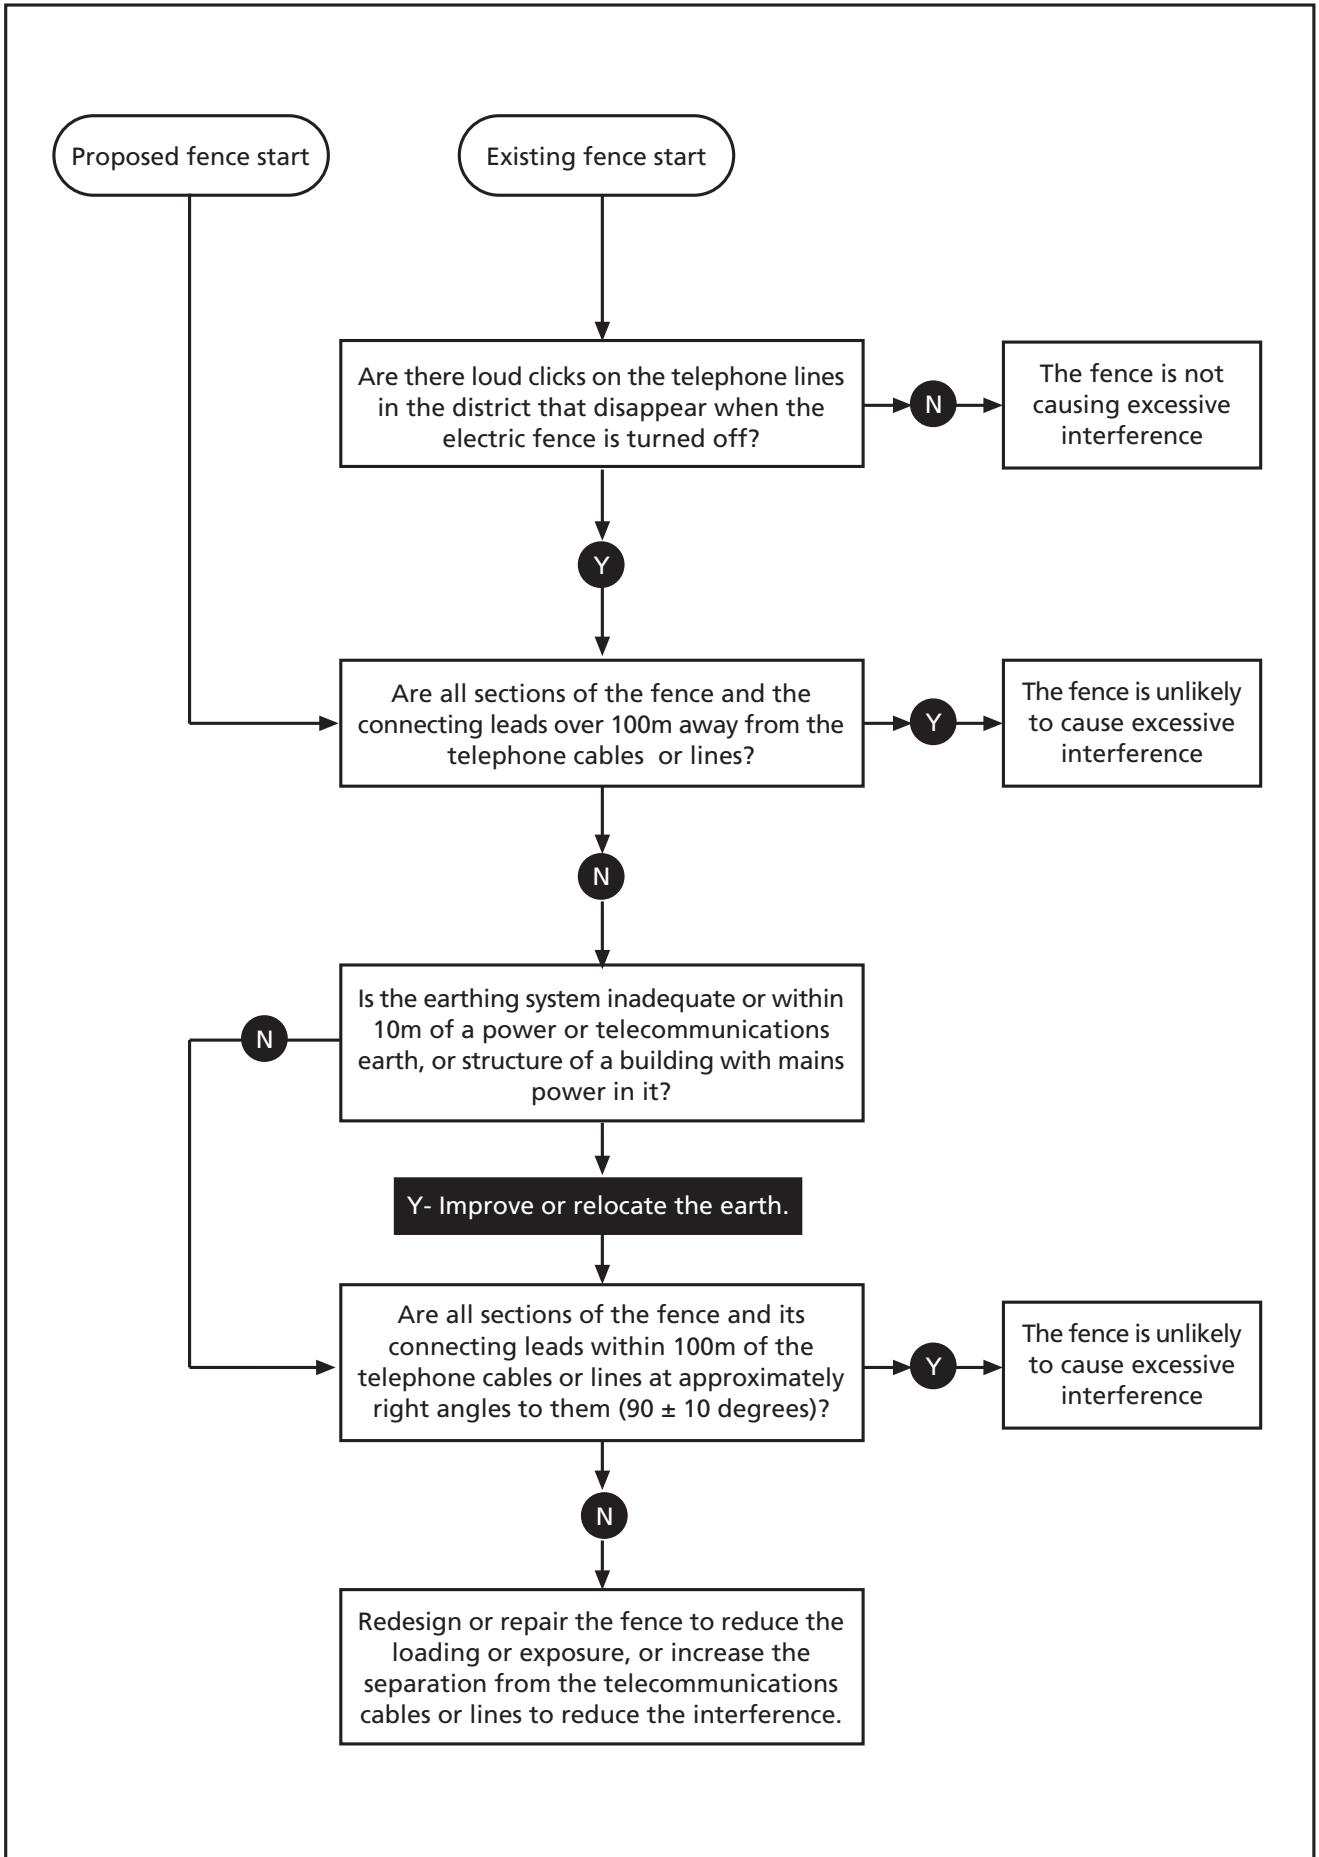 Proposed fence start
Existing fence start
Are there loud clicks on the telephone lines
in the district that disappear when the
electric fence is turned off?
N
The fence is not
causing excessive
interference
Y
Are all sections of the fence and the
connecting leads over 100m away from the
telephone cables or lines?
Y
The fence is unlikely
to cause excessive
interference
N
Is the earthing system inadequate or within
10m of a power or telecommunications
earth, or structure of a building with mains
power in it?
N
Y- Improve or relocate the earth.
Are all sections of the fence and its
connecting leads within 100m of the
telephone cables or lines at approximately
right angles to them (90 ± 10 degrees)?
Y
The fence is unlikely
to cause excessive
interference
N
Redesign or repair the fence to reduce the
loading or exposure, or increase the
separation from the telecommunications
cables or lines to reduce the interference.